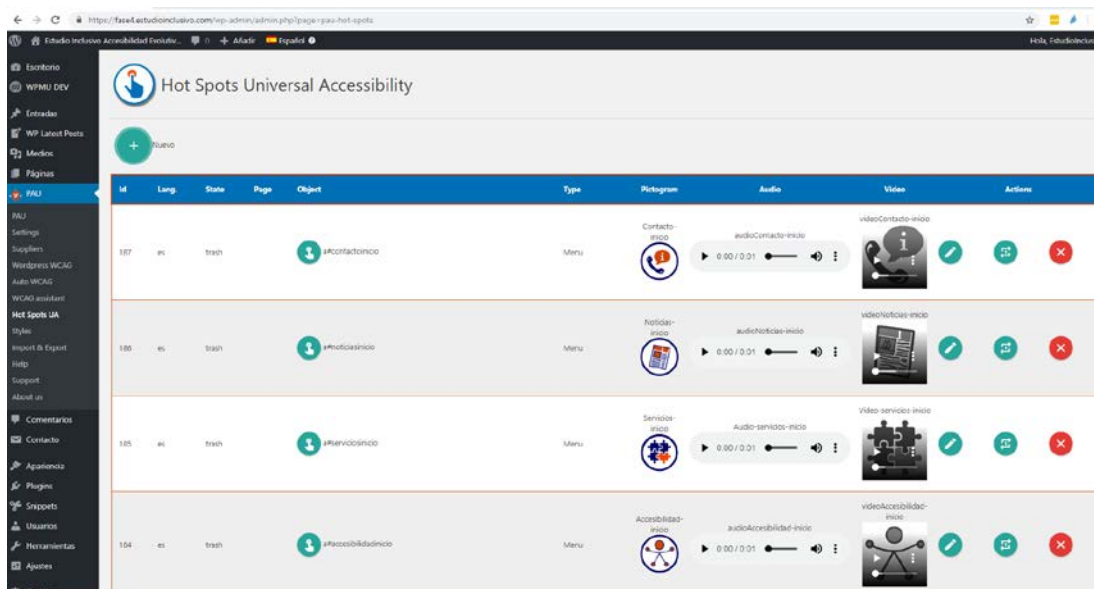 https://fase4.estudioinclusivo.com/wp-admin/admin.php?page=pau-hot-spots
Estudio Inclusivo Accesibilidad Evolutiv... 0 + Añadir Español
Hola, EstudioInclus
Escritorio
WPMU DEV
Entradas
WP Latest Posts
Medios
Páginas
PAU
PAU
Settings
Suppliers
Wordpress WCAG
Auto WCAG
WCAG assistant
Hot Spots UA
Styles
Import & Export
Help
Support
About us
Comentarios
Contacto
Apariencia
Plugins
Snippets
Usuarios
Herramientas
Ajustes
Hot Spots Universal Accessibility
+ Nuevo
Id Lang. State Page Object Type Pictogram Audio Video Actions
187 es trash a#contactoinicio Menu Contacto-inicio audioContacto-inicio 0:00 / 0:01 videoContacto-inicio
186 es trash a#noticiasinicio Menu Noticias-inicio audioNoticias-inicio 0:00 / 0:01 videoNoticias-inicio
185 es trash a#serviciosinicio Menu Servicios-inicio Audio-servicios-inicio 0:00 / 0:01 Video-servicios-inicio
184 es trash a#accesibilidadinicio Menu Accesibilidad-inicio audioAccesibilidad-inicio 0:00 / 0:01 videoAccesibilidad-inicio